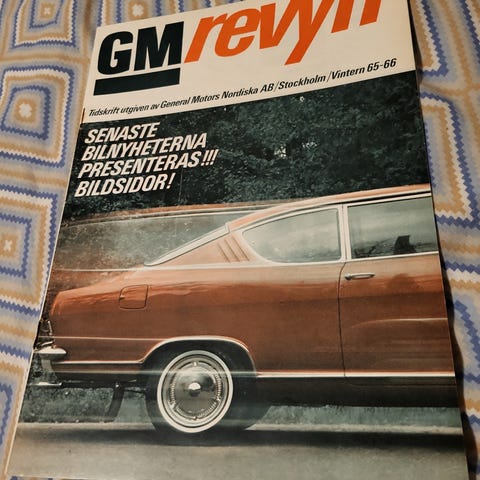 GM revyn
Tidskrift utgiven av General Motors Nordiska AB/Stockholm/Vintern 65-66
SENASTE
BILNYHETERNA
PRESENTERAS!!!
BILDSIDOR!